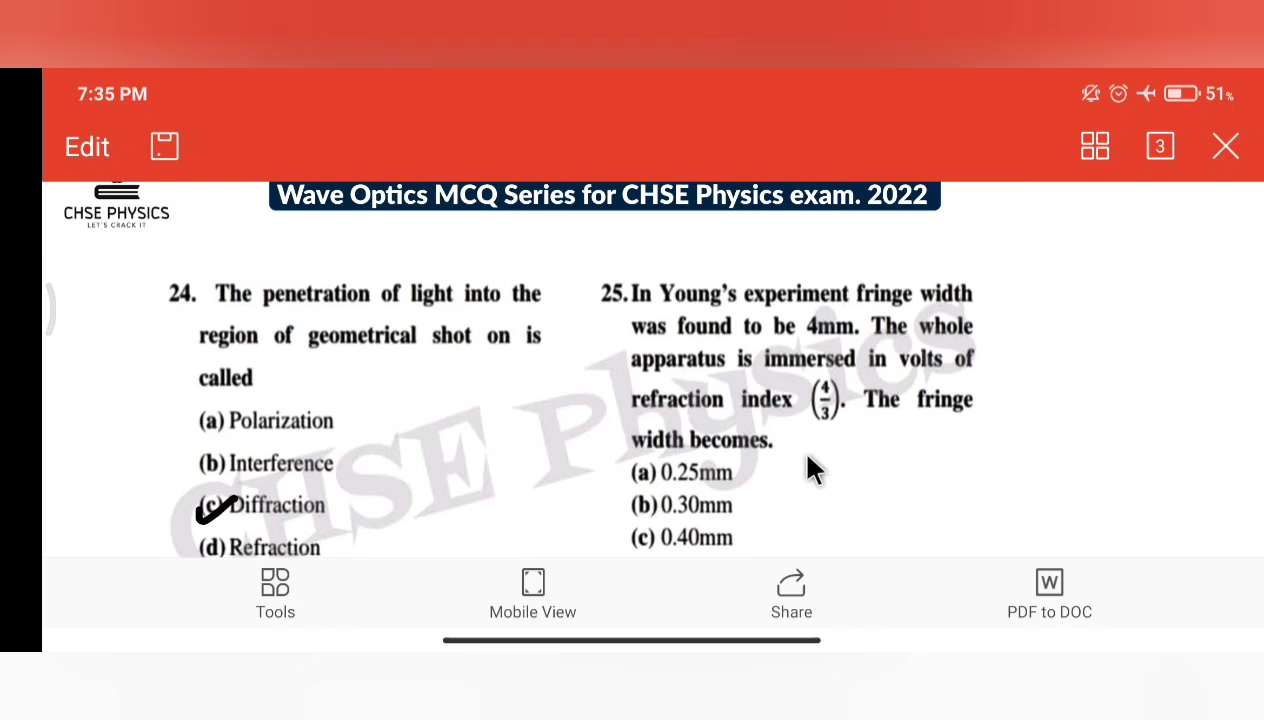 7:35 PM
51%
Edit
3
CHSE PHYSICS
LET'S CRACK IT
Wave Optics MCQ Series for CHSE Physics exam. 2022
24. The penetration of light into the
region of geometrical shot on is
called
(a) Polarization
(b) Interference
(c) Diffraction
(d) Refraction
25. In Young's experiment fringe width
was found to be 4mm. The whole
apparatus is immersed in volts of
refraction index (4/3). The fringe
width becomes.
(a) 0.25mm
(b) 0.30mm
(c) 0.40mm
CHSE Physics
Tools
Mobile View
Share
W
PDF to DOC